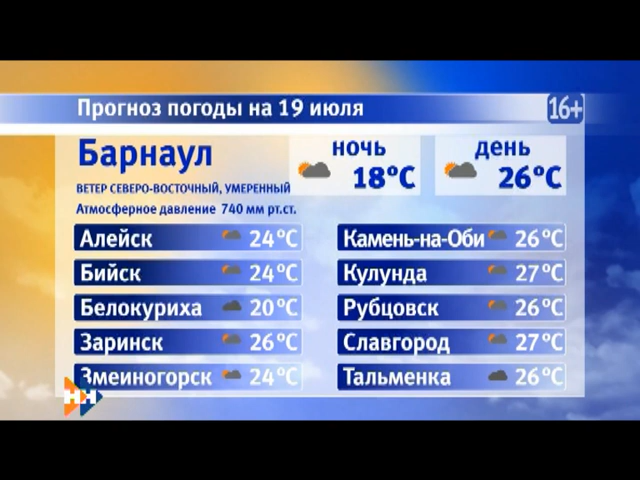 Прогноз погоды на 19 июля
16+
Барнаул
ВЕТЕР СЕВЕРО-ВОСТОЧНЫЙ, УМЕРЕННЫЙ
Атмосферное давление 740 мм рт.ст.
ночь
18°C
день
26°C
Алейск 24°C
Бийск 24°C
Белокуриха 20°C
Заринск 26°C
Змеиногорск 24°C
Камень-на-Оби 26°C
Кулунда 27°C
Рубцовск 26°C
Славгород 27°C
Тальменка 26°C
НН